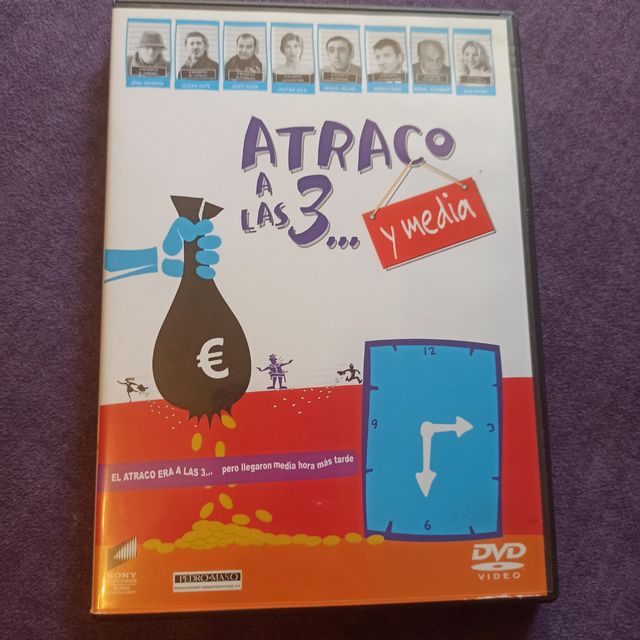 ATRACO
A
LAS 3...
y media
€
12
9
3
6
EL ATRACO ERA A LAS 3... pero llegaron media hora más tarde
SONY
PEDRO MASÓ
DVD
VIDEO